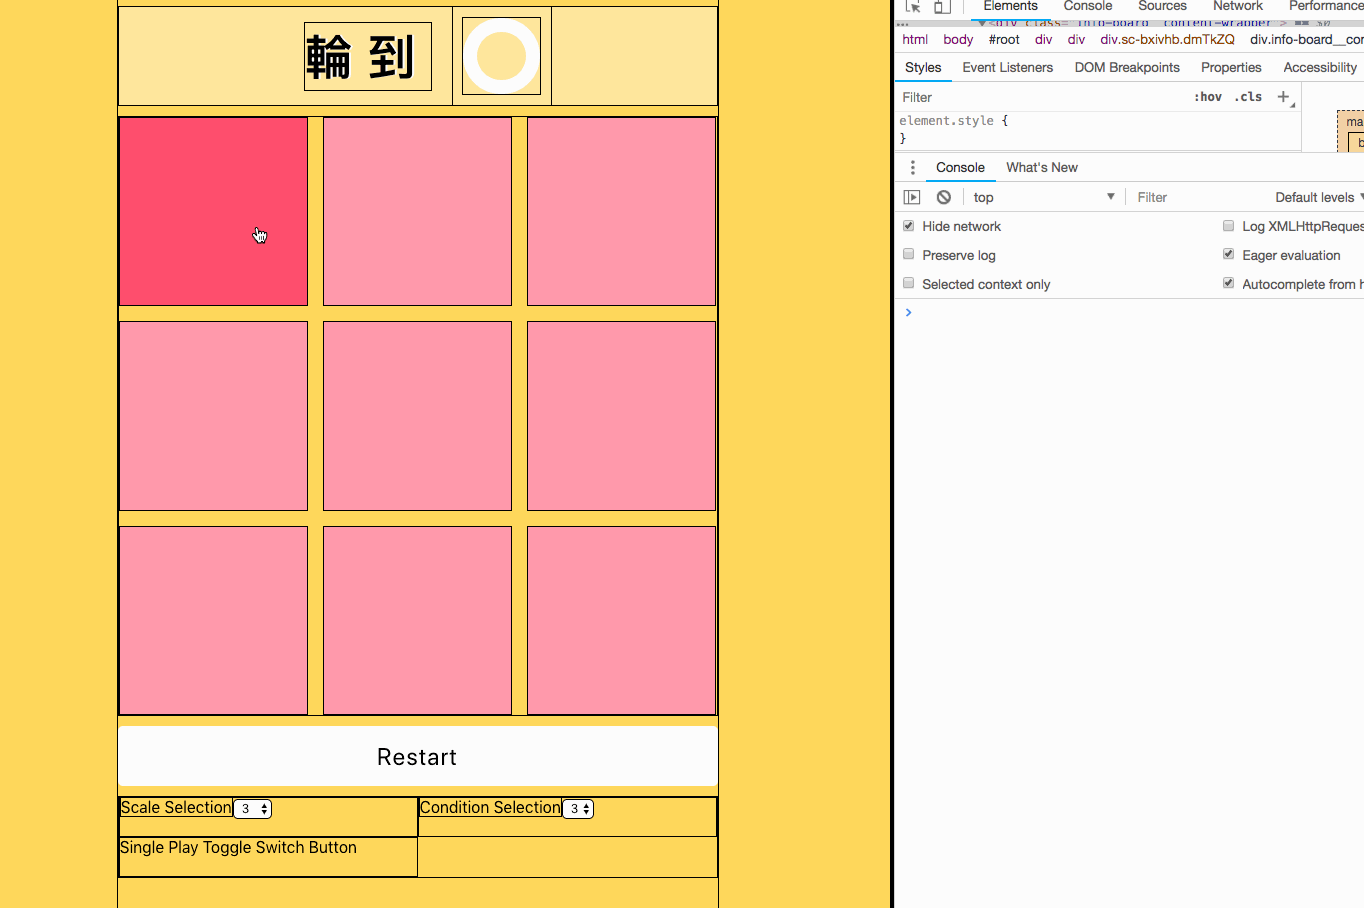 輪到
Restart
Scale Selection 3
Condition Selection 3
Single Play Toggle Switch Button
Elements Console Sources Network Performance
html body #root div div div.sc-bxivhb.dmTkZQ div.info-board__cor
Styles Event Listeners DOM Breakpoints Properties Accessibility
Filter :hov .cls +
element.style {
}
ma
b
Console What's New
top Filter Default levels
Hide network
Log XMLHttpReques
Preserve log
Eager evaluation
Selected context only
Autocomplete from h